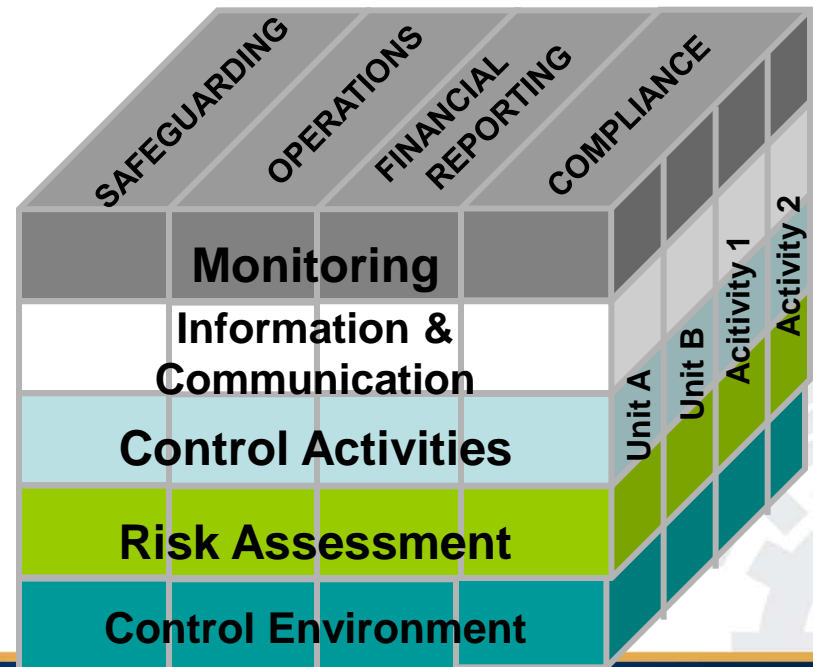 SAFEGUARDING
OPERATIONS
FINANCIAL
REPORTING
COMPLIANCE
Monitoring
Information &
Communication
Control Activities
Risk Assessment
Control Environment
Unit A
Unit B
Acitivity 1
Activity 2